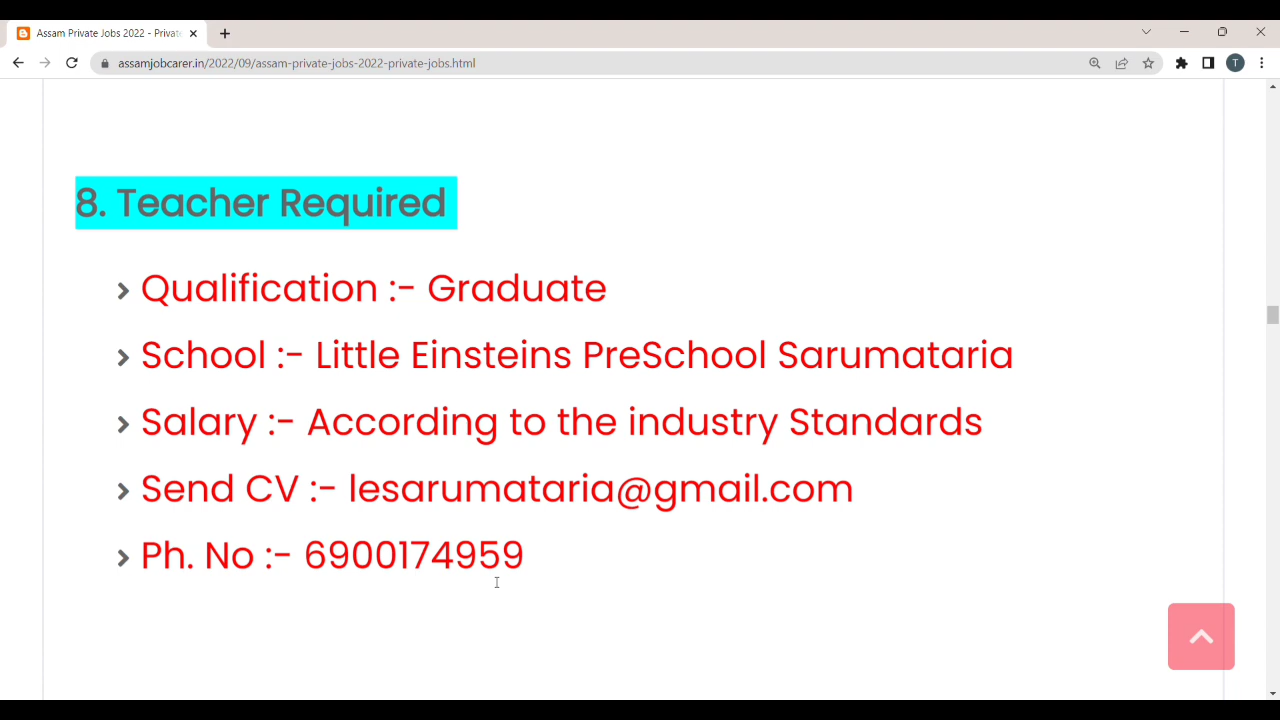 Assam Private Jobs 2022 - Privat
assamjobcarer.in/2022/09/assam-private-jobs-2022-private-jobs.html
T
8. Teacher Required
Qualification :- Graduate
School :- Little Einsteins PreSchool Sarumataria
Salary :- According to the industry Standards
Send CV :- lesarumataria@gmail.com
Ph. No :- 6900174959